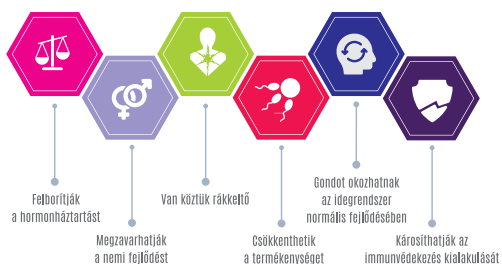 Felborítják
a hormonháztartást
Megzavarhatják
a nemi fejlődést
Van köztük rákkeltő
Csökkenthetik
a termékenységet
Gondot okozhatnak
az idegrendszer
normális fejlődésében
Károsíthatják az
immunvédekezés kialakulását